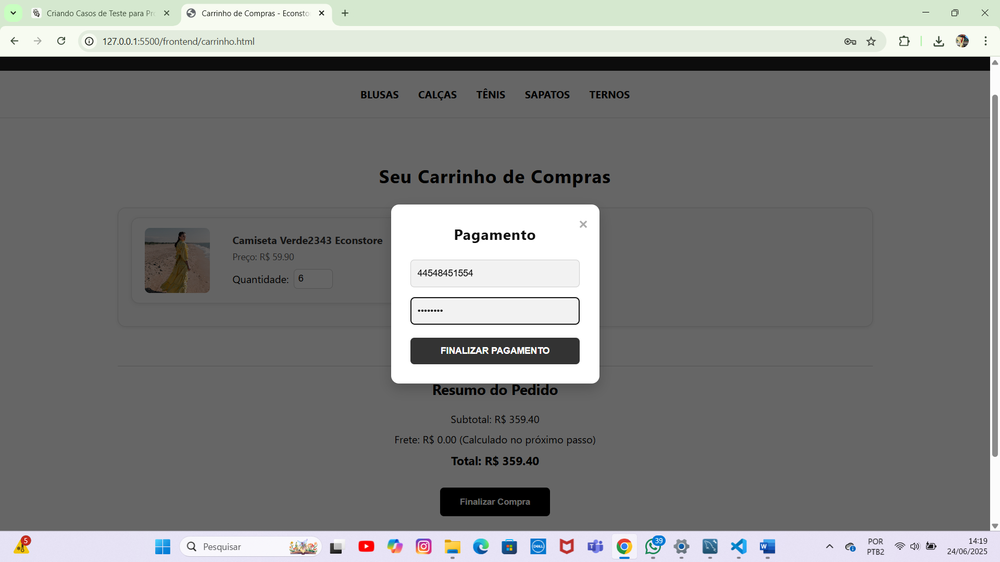 Criando Casos de Teste para Pr
Carrinho de Compras - Econsto
127.0.0.1:5500/frontend/carrinho.html
BLUSAS CALÇAS TÊNIS SAPATOS TERNOS
Seu Carrinho de Compras
Camiseta Verde2343 Econstore
Preço: R$ 59.90
Quantidade: 6
Pagamento
44548451554
••••••••
FINALIZAR PAGAMENTO
Resumo do Pedido
Subtotal: R$ 359.40
Frete: R$ 0.00 (Calculado no próximo passo)
Total: R$ 359.40
Finalizar Compra
5
Pesquisar
DELL
39
W
POR
PTB2
14:19
24/06/2025